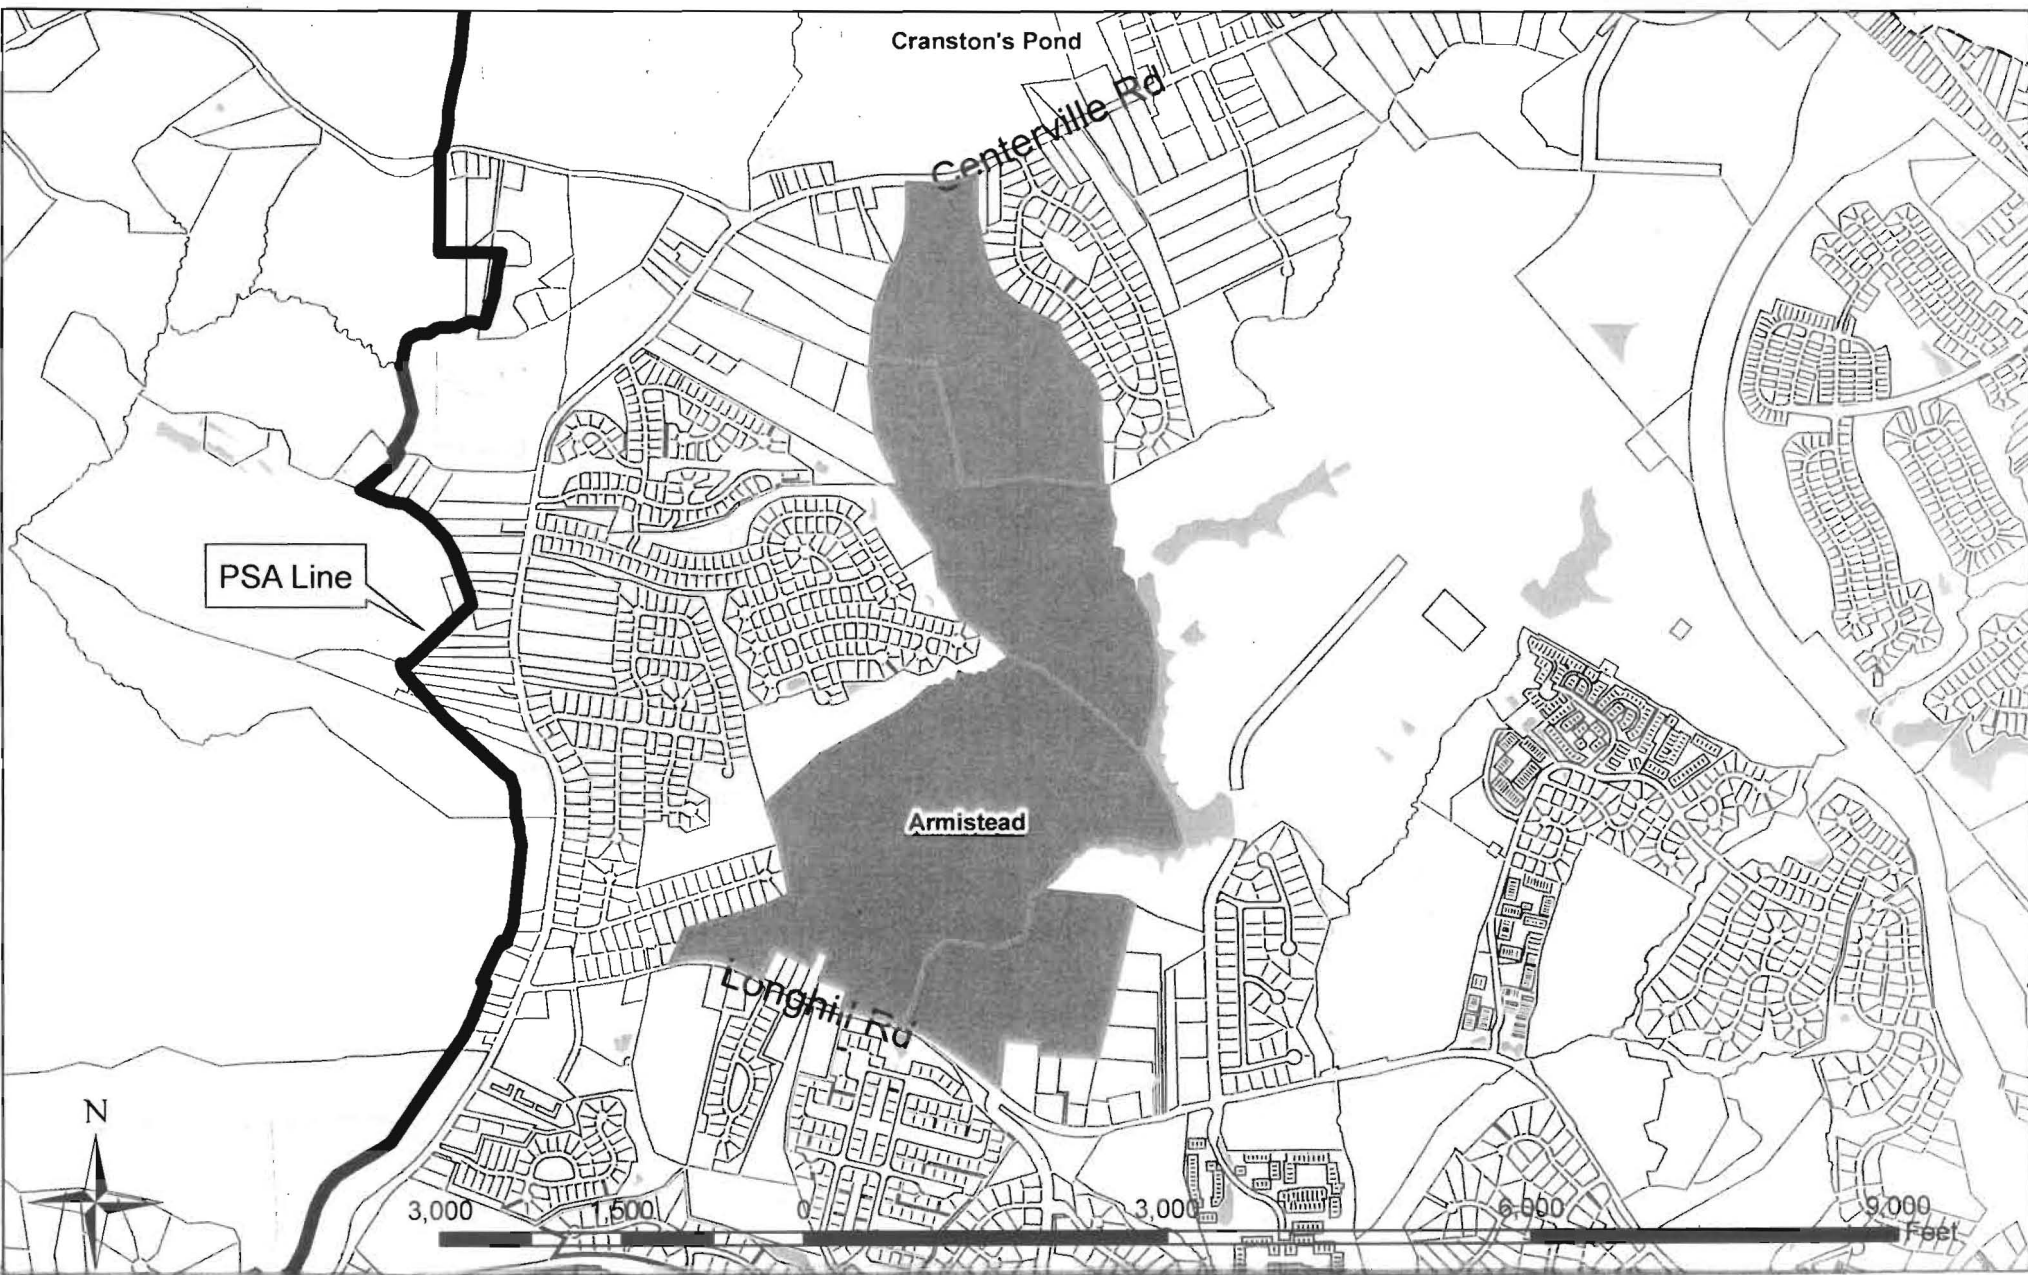 Cranston's Pond
Centerville Rd
PSA Line
Armistead
Longhill Rd
N
3,000 1,500 0 3,000 6,000 9,000
Feet